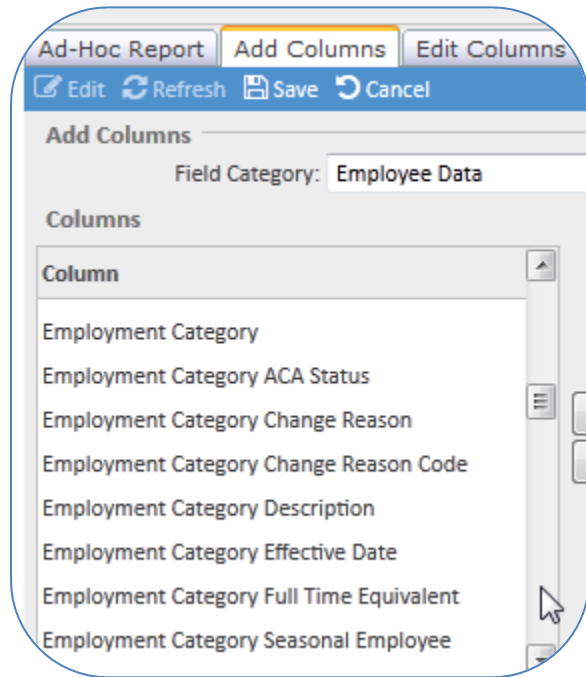 Ad-Hoc Report Add Columns Edit Columns
Edit Refresh Save Cancel
Add Columns
Field Category: Employee Data
Columns
Column
Employment Category
Employment Category ACA Status
Employment Category Change Reason
Employment Category Change Reason Code
Employment Category Description
Employment Category Effective Date
Employment Category Full Time Equivalent
Employment Category Seasonal Employee